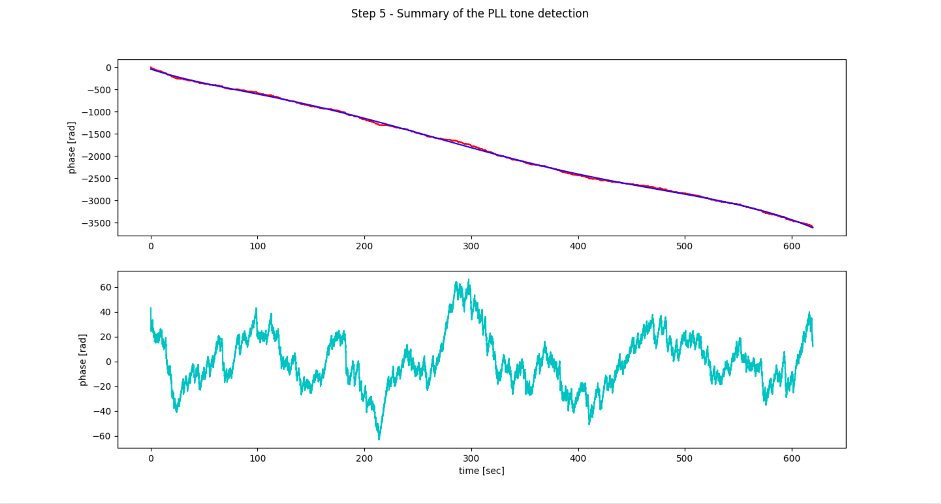 Step 5 - Summary of the PLL tone detection
0
−500
−1000
−1500
−2000
−2500
−3000
−3500
phase [rad]
0 100 200 300 400 500 600
60
40
20
0
−20
−40
−60
phase [rad]
0 100 200 300 400 500 600
time [sec]